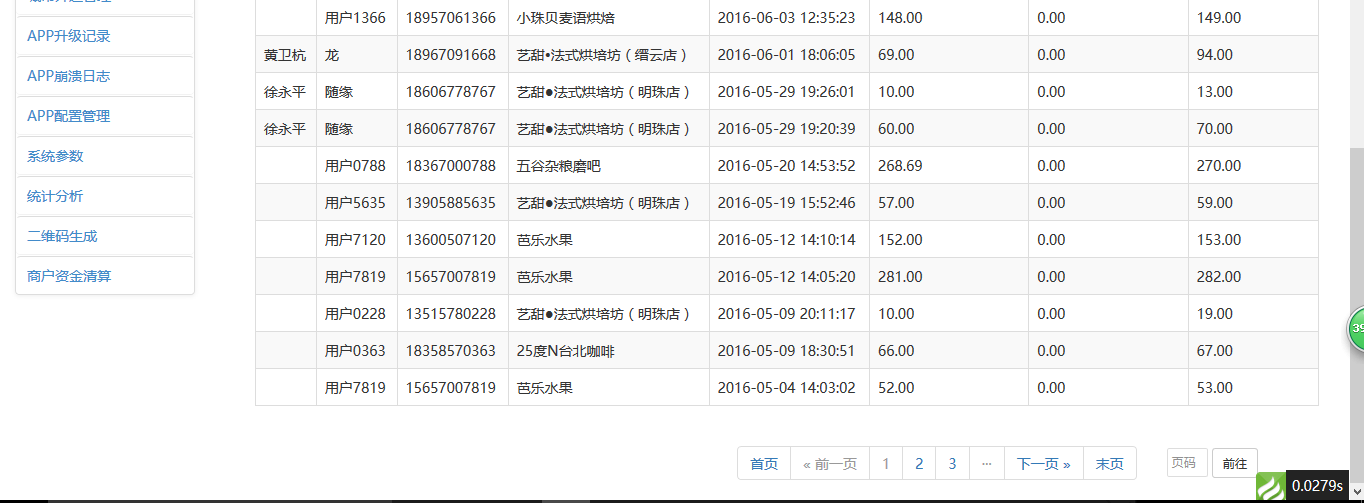 用户1366 18957061366 小珠贝麦语烘焙 2016-06-03 12:35:23 148.00 0.00 149.00
APP升级记录
黄卫杭 龙 18967091668 艺甜•法式烘培坊（缙云店） 2016-06-01 18:06:05 69.00 0.00 94.00
APP崩溃日志
徐永平 随缘 18606778767 艺甜●法式烘培坊（明珠店） 2016-05-29 19:26:01 10.00 0.00 13.00
APP配置管理
徐永平 随缘 18606778767 艺甜●法式烘培坊（明珠店） 2016-05-29 19:20:39 60.00 0.00 70.00
系统参数
用户0788 18367000788 五谷杂粮磨吧 2016-05-20 14:53:52 268.69 0.00 270.00
统计分析
用户5635 13905885635 艺甜●法式烘培坊（明珠店） 2016-05-19 15:52:46 57.00 0.00 59.00
二维码生成
用户7120 13600507120 芭乐水果 2016-05-12 14:10:14 152.00 0.00 153.00
商户资金清算
用户7819 15657007819 芭乐水果 2016-05-12 14:05:20 281.00 0.00 282.00
用户0228 13515780228 艺甜●法式烘培坊（明珠店） 2016-05-09 20:11:17 10.00 0.00 19.00
用户0363 18358570363 25度N台北咖啡 2016-05-09 18:30:51 66.00 0.00 67.00
用户7819 15657007819 芭乐水果 2016-05-04 14:03:02 52.00 0.00 53.00
首页 « 前一页 1 2 3 ... 下一页 » 末页 页码 前往
0.0279s